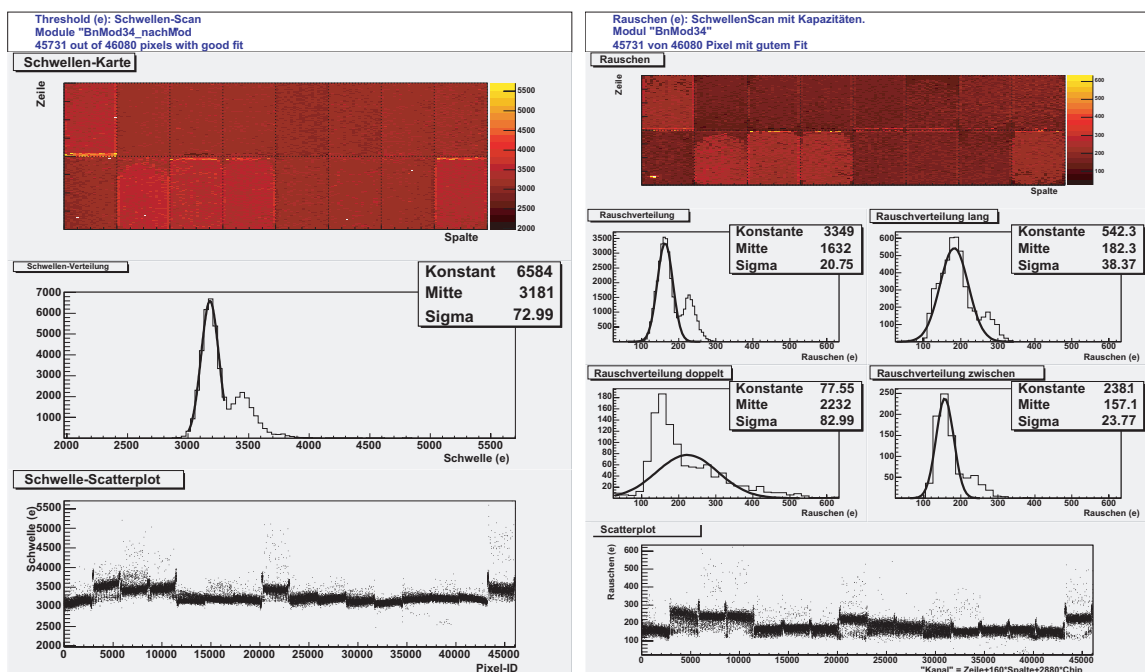 Threshold (e): Schwellen-Scan
Module "BnMod34_nachMod
45731 out of 46080 pixels with good fit
Schwellen-Karte
Zeile
5500
5000
4500
4000
3500
3000
2500
2000
Spalte
Schwellen-Verteilung
Konstant 6584
Mitte 3181
Sigma 72.99
7000
6000
5000
4000
3000
2000
1000
2000 2500 3000 3500 4000 4500 5000 5500
Schwelle (e)
Schwelle-Scatterplot
Schwelle (e)
5500
5000
4500
4000
3500
3000
2500
2000
0 5000 10000 15000 20000 25000 30000 35000 40000 45000
Pixel-ID
Rauschen (e): SchwellenScan mit Kapazitäten.
Modul "BnMod34"
45731 von 46080 Pixel mit gutem Fit
Rauschen
Zeile
600
500
400
300
200
100
Spalte
Rauschverteilung
Konstante 3349
Mitte 1632
Sigma 20.75
3500
3000
2500
2000
1500
1000
500
100 200 300 400 500 600
Rauschen (e)
Rauschverteilung lang
Konstante 542.3
Mitte 182.3
Sigma 38.37
600
500
400
300
200
100
0
0 100 200 300 400 500 600
Rauschen (e)
Rauschverteilung doppelt
Konstante 77.55
Mitte 2232
Sigma 82.99
180
160
140
120
100
80
60
40
20
0 100 200 300 400 500 600
Rauschen (e)
Rauschverteilung zwischen
Konstante 238.1
Mitte 157.1
Sigma 23.77
250
200
150
100
50
0 100 200 300 400 500 600
Rauschen (e)
Scatterplot
Rauschen (e)
600
500
400
300
200
100
0 5000 10000 15000 20000 25000 30000 35000 40000 45000
"Kanal" = Zeile+160*Spalte+2880*Chip